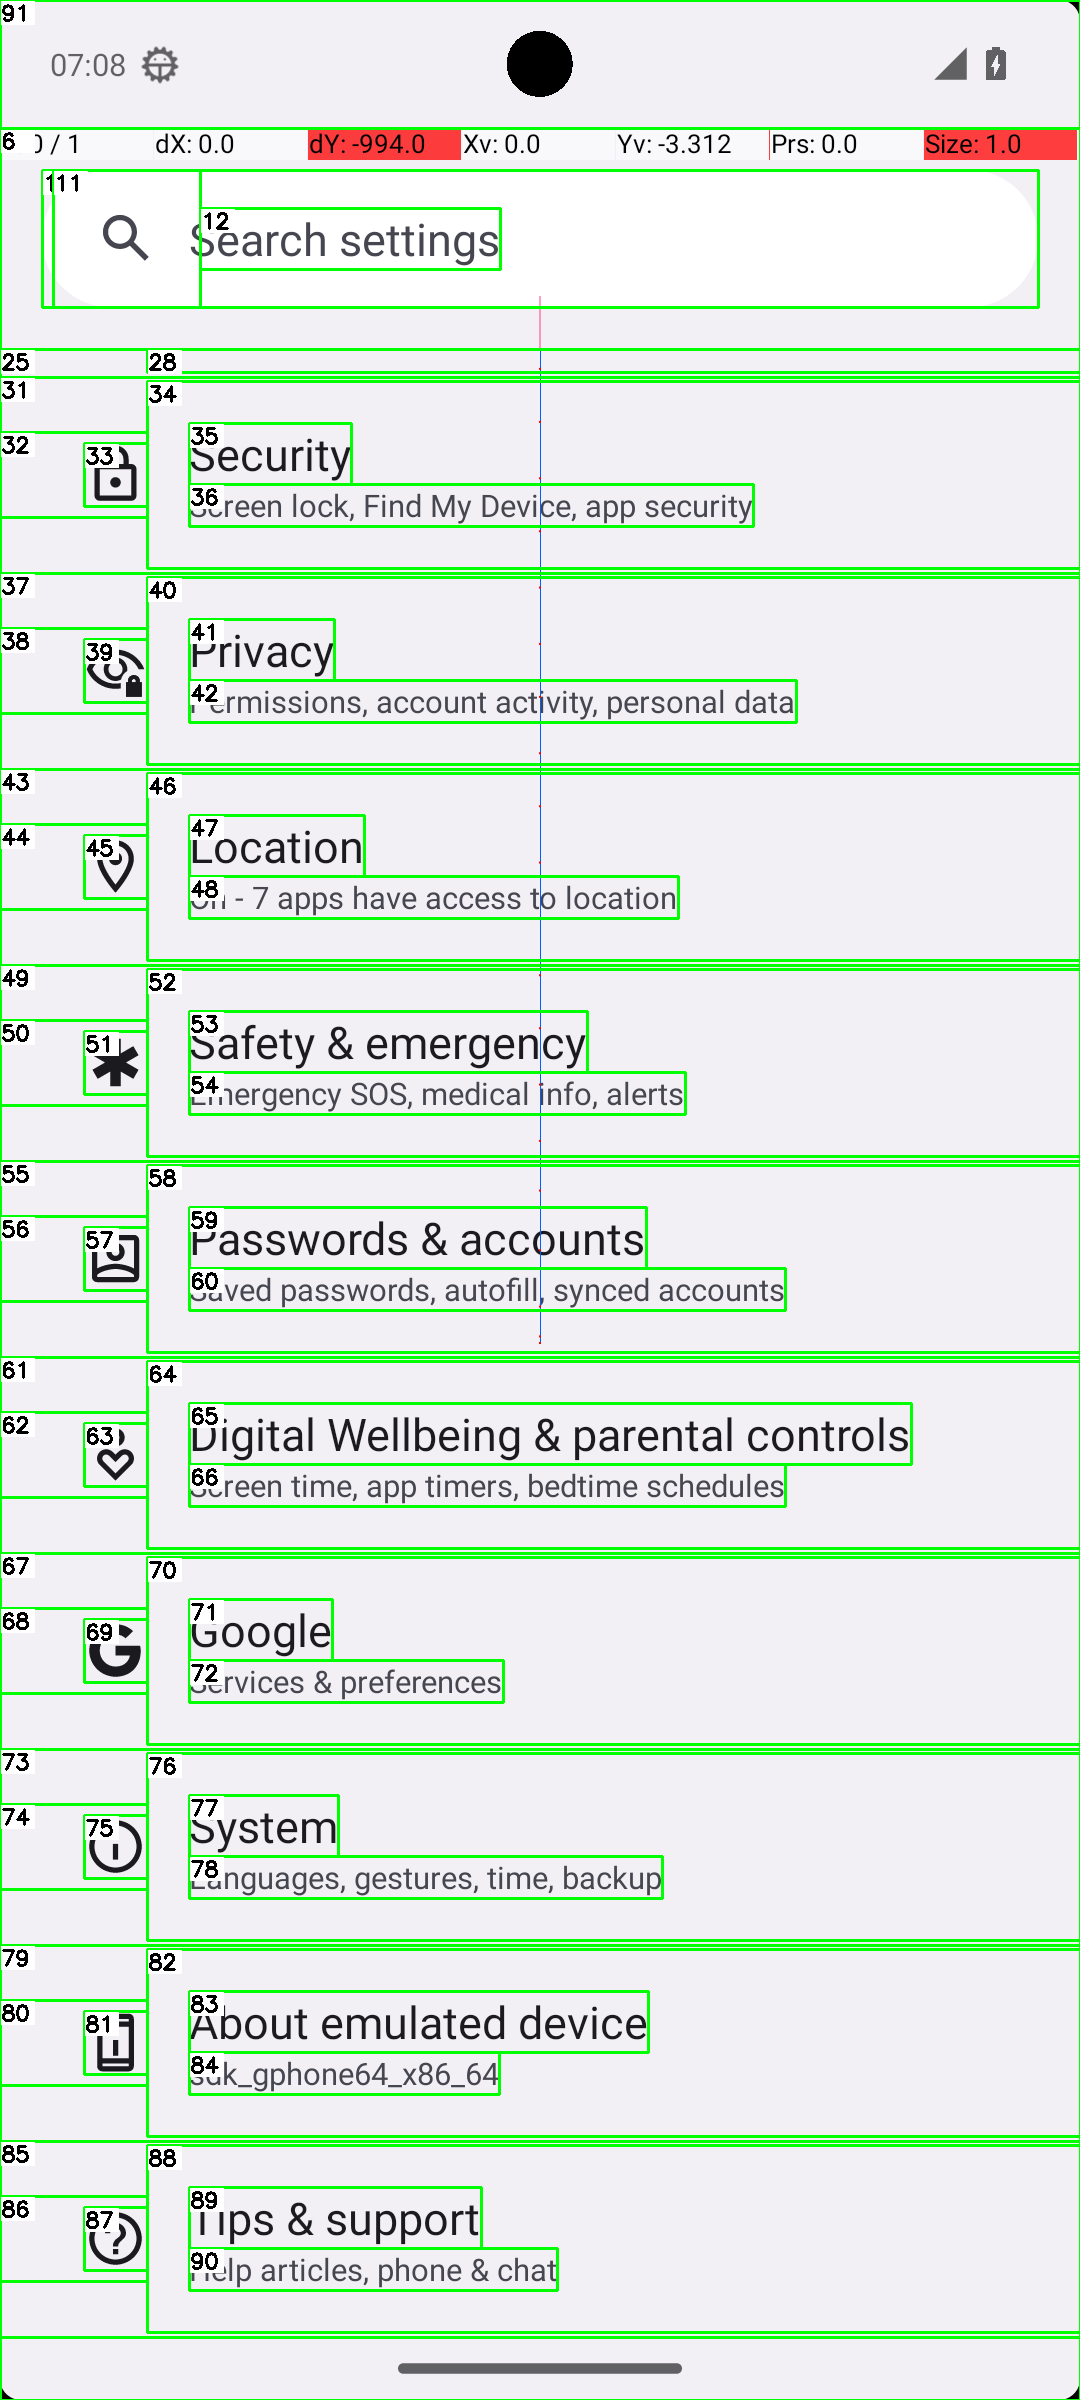 91
07:08
6 0 / 1 dX: 0.0 dY: -994.0 Xv: 0.0 Yv: -3.312 Prs: 0.0 Size: 1.0
111
12
Search settings
25 28
31 34
32 33 35
Security
36
Screen lock, Find My Device, app security
37 40
38 39 41
Privacy
42
Permissions, account activity, personal data
43 46
44 45 47
Location
48
On - 7 apps have access to location
49 52
50 51 53
Safety & emergency
54
Emergency SOS, medical info, alerts
55 58
56 57 59
Passwords & accounts
60
Saved passwords, autofill, synced accounts
61 64
62 63 65
Digital Wellbeing & parental controls
66
Screen time, app timers, bedtime schedules
67 70
68 69 71
Google
72
Services & preferences
73 76
74 75 77
System
78
Languages, gestures, time, backup
79 82
80 81 83
About emulated device
84
sdk_gphone64_x86_64
85 88
86 87 89
Tips & support
90
Help articles, phone & chat